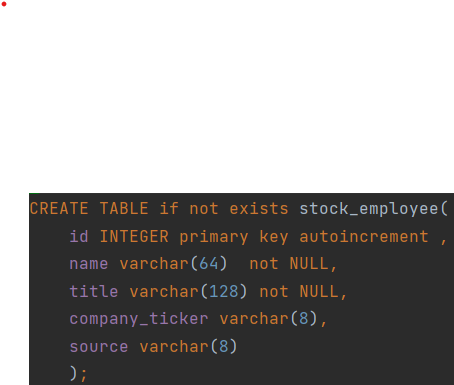 CREATE TABLE if not exists stock_employee(
id INTEGER primary key autoincrement ,
name varchar(64)  not NULL,
title varchar(128) not NULL,
company_ticker varchar(8),
source varchar(8)
);